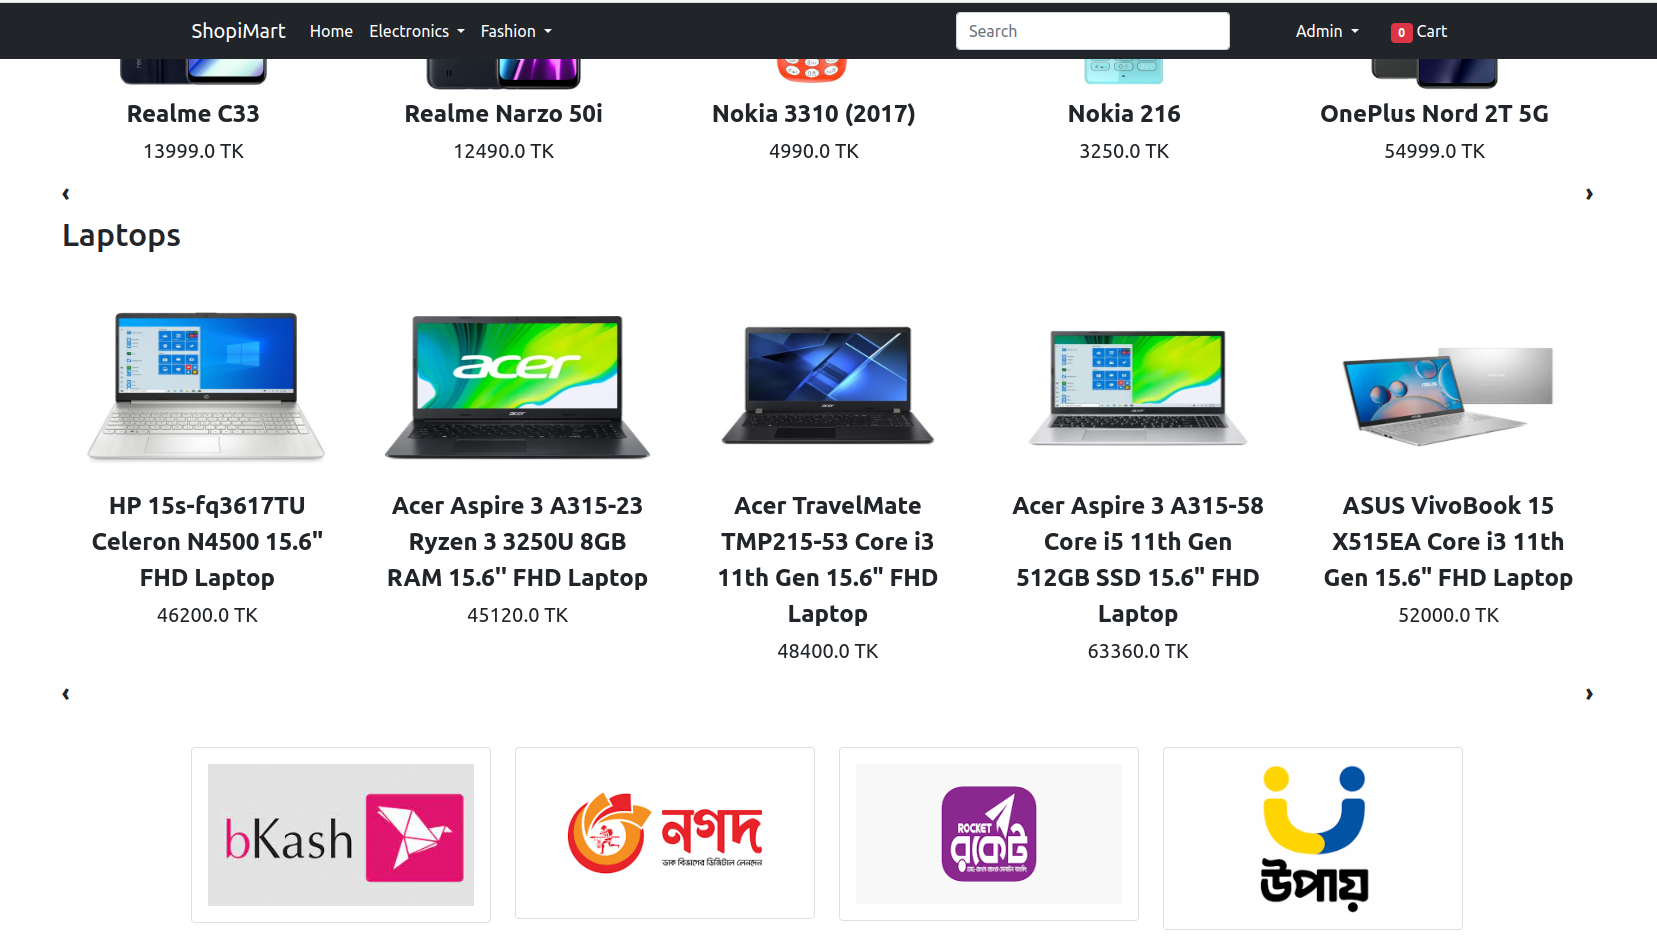 ShopiMart Home Electronics Fashion Search Admin 0 Cart
Realme C33
13999.0 TK
Realme Narzo 50i
12490.0 TK
Nokia 3310 (2017)
4990.0 TK
Nokia 216
3250.0 TK
OnePlus Nord 2T 5G
54999.0 TK
‹ ›
Laptops
acer
HP 15s-fq3617TU
Celeron N4500 15.6"
FHD Laptop
46200.0 TK
Acer Aspire 3 A315-23
Ryzen 3 3250U 8GB
RAM 15.6'' FHD Laptop
45120.0 TK
Acer TravelMate
TMP215-53 Core i3
11th Gen 15.6" FHD
Laptop
48400.0 TK
Acer Aspire 3 A315-58
Core i5 11th Gen
512GB SSD 15.6" FHD
Laptop
63360.0 TK
ASUS VivoBook 15
X515EA Core i3 11th
Gen 15.6" FHD Laptop
52000.0 TK
‹ ›
bKash
নগদ
ডাক বিভাগের ডিজিটাল লেনদেন
ROCKET
রকেট
উপায়